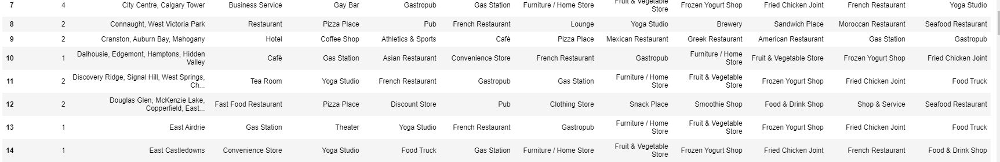 7 4 City Centre, Calgary Tower Business Service Gay Bar Gastropub Gas Station Furniture / Home Store Fruit & Vegetable Store Frozen Yogurt Shop Fried Chicken Joint French Restaurant Yoga Studio
8 2 Connaught, West Victoria Park Restaurant Pizza Place Pub French Restaurant Lounge Yoga Studio Brewery Sandwich Place Moroccan Restaurant Seafood Restaurant
9 2 Cranston, Auburn Bay, Mahogany Hotel Coffee Shop Athletics & Sports Café Pizza Place Mexican Restaurant Greek Restaurant American Restaurant Gas Station Gastropub
10 1 Dalhousie, Edgemont, Hamptons, Hidden Valley Café Gas Station Asian Restaurant Convenience Store French Restaurant Gastropub Furniture / Home Store Fruit & Vegetable Store Frozen Yogurt Shop Fried Chicken Joint
11 2 Discovery Ridge, Signal Hill, West Springs, Ch... Tea Room Yoga Studio French Restaurant Gastropub Gas Station Furniture / Home Store Fruit & Vegetable Store Frozen Yogurt Shop Fried Chicken Joint Food Truck
12 2 Douglas Glen, McKenzie Lake, Copperfield, East... Fast Food Restaurant Pizza Place Discount Store Pub Clothing Store Snack Place Smoothie Shop Food & Drink Shop Shop & Service Seafood Restaurant
13 1 East Airdrie Gas Station Theater Yoga Studio French Restaurant Gastropub Furniture / Home Store Fruit & Vegetable Store Frozen Yogurt Shop Fried Chicken Joint Food Truck
14 1 East Castledowns Convenience Store Yoga Studio Food Truck Gas Station Furniture / Home Store Fruit & Vegetable Store Frozen Yogurt Shop Fried Chicken Joint French Restaurant Food & Drink Shop